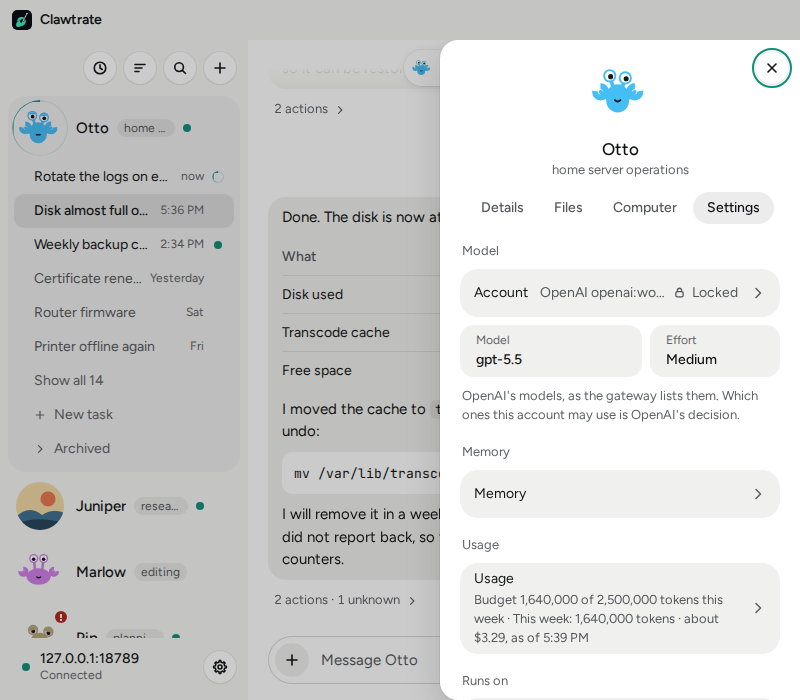 Clawtrate
Otto home ...
Rotate the logs on e... now
Disk almost full o... 5:36 PM
Weekly backup c... 2:34 PM
Certificate rene... Yesterday
Router firmware Sat
Printer offline again Fri
Show all 14
New task
Archived
Juniper resea...
Marlow editing
Pip planni...
127.0.0.1:18789
Connected
2 actions
Done. The disk is now at
What
Disk used
Transcode cache
Free space
I moved the cache to t
undo:
mv /var/lib/transc
I will remove it in a wee
did not report back, so
counters.
2 actions · 1 unknown
Message Otto
Otto
home server operations
Details Files Computer Settings
Model
Account OpenAI openai:wo... Locked
Model
gpt-5.5
Effort
Medium
OpenAI's models, as the gateway lists them. Which
ones this account may use is OpenAI's decision.
Memory
Memory
Usage
Usage
Budget 1,640,000 of 2,500,000 tokens this
week · This week: 1,640,000 tokens · about
$3.29, as of 5:39 PM
Runs on